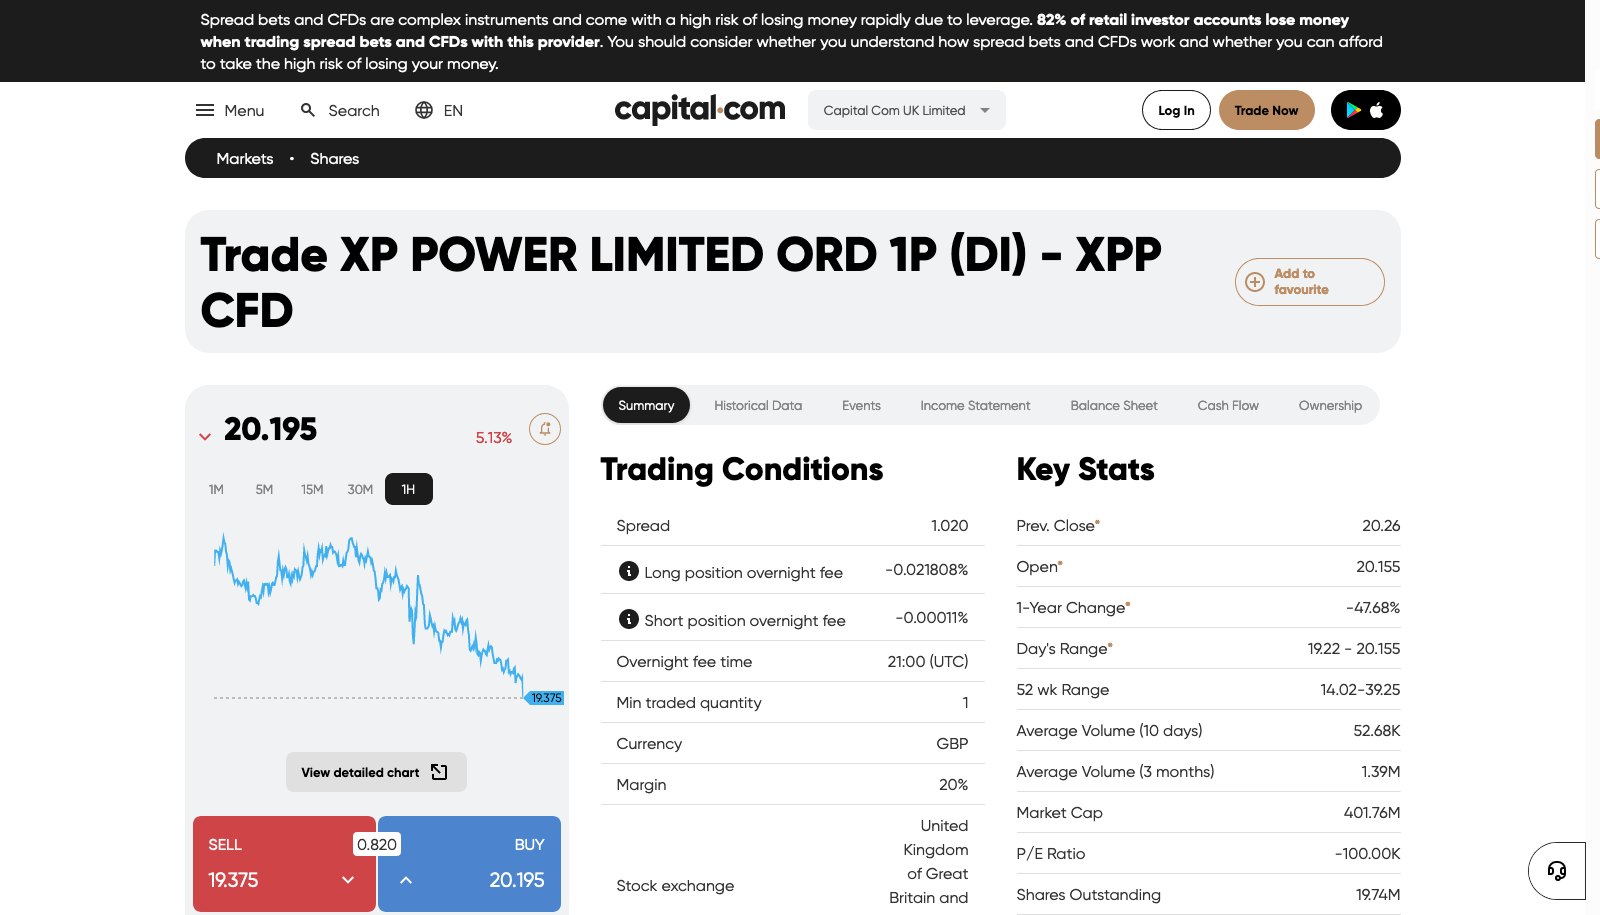 Spread bets and CFDs are complex instruments and come with a high risk of losing money rapidly due to leverage. 82% of retail investor accounts lose money
when trading spread bets and CFDs with this provider. You should consider whether you understand how spread bets and CFDs work and whether you can afford
to take the high risk of losing your money.
Menu
Search
EN
capital.com
Capital Com UK Limited
Log In
Trade Now
Markets • Shares
Trade XP POWER LIMITED ORD 1P (DI) - XPP
CFD
Add to
favourite
20.195
5.13%
1M 5M 15M 30M 1H
19.375
View detailed chart
SELL
19.375
0.820
BUY
20.195
Summary Historical Data Events Income Statement Balance Sheet Cash Flow Ownership
Trading Conditions
Spread 1.020
Long position overnight fee -0.021808%
Short position overnight fee -0.00011%
Overnight fee time 21:00 (UTC)
Min traded quantity 1
Currency GBP
Margin 20%
Stock exchange
United
Kingdom
of Great
Britain and
Key Stats
Prev. Close* 20.26
Open* 20.155
1-Year Change* -47.68%
Day's Range* 19.22 - 20.155
52 wk Range 14.02-39.25
Average Volume (10 days) 52.68K
Average Volume (3 months) 1.39M
Market Cap 401.76M
P/E Ratio -100.00K
Shares Outstanding 19.74M